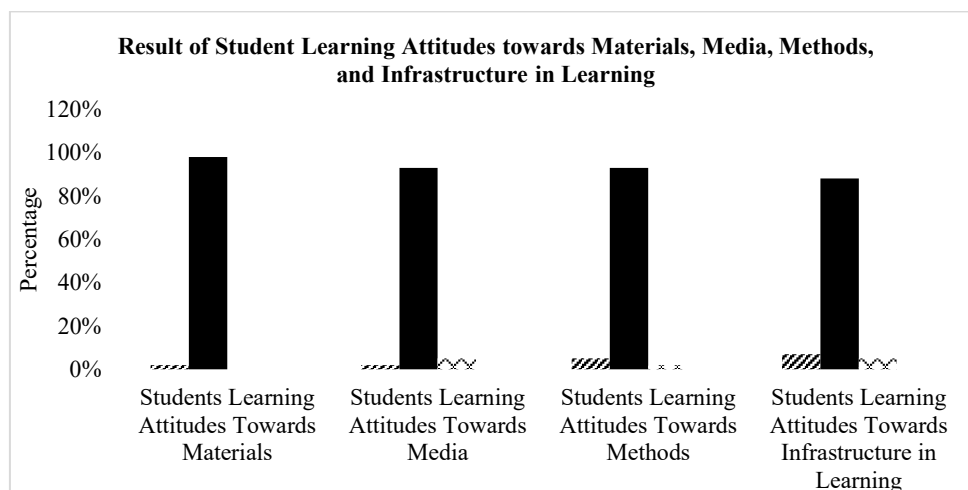 Result of Student Learning Attitudes towards Materials, Media, Methods,
and Infrastructure in Learning
120%
100%
80%
60%
40%
20%
0%
Percentage
Students Learning
Attitudes Towards
Materials
Students Learning
Attitudes Towards
Media
Students Learning
Attitudes Towards
Methods
Students Learning
Attitudes Towards
Infrastructure in
Learning